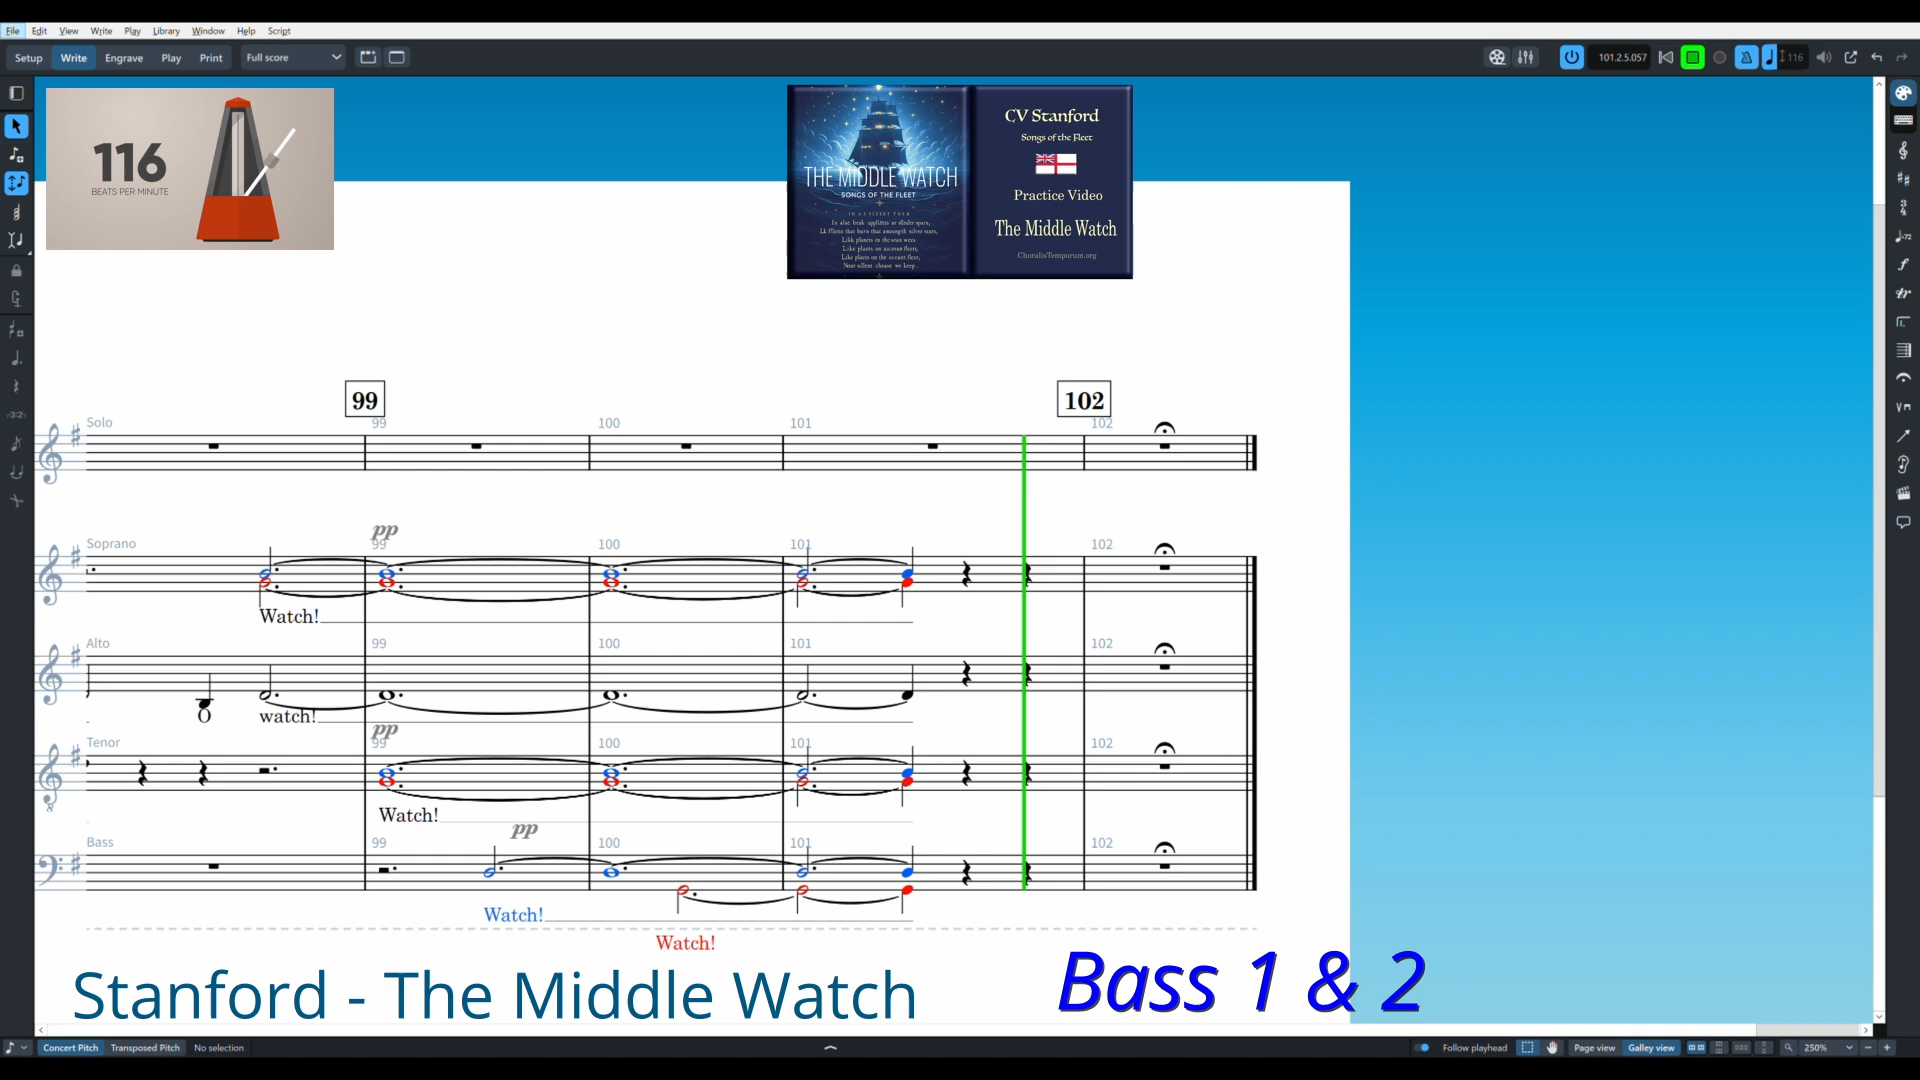 File Edit View Write Play Library Window Help Script
Setup Write Engrave Play Print Full score 101.2.5.057 116
116
BEATS PER MINUTE
THE MIDDLE WATCH
SONGS OF THE FLEET
CV Stanford
Songs of the Fleet
Practice Video
The Middle Watch
ChoralisTemporum.org
99 102
Solo 99 100 101 102
pp
Soprano 99 100 101 102
Watch!
Alto 99 100 101 102
O watch!
pp
Tenor 99 100 101 102
8
Watch!
pp
Bass 99 100 101 102
Watch!
Watch!
Stanford - The Middle Watch
Bass 1 & 2
Concert Pitch Transposed Pitch No selection Follow playhead Page view Galley view 250%